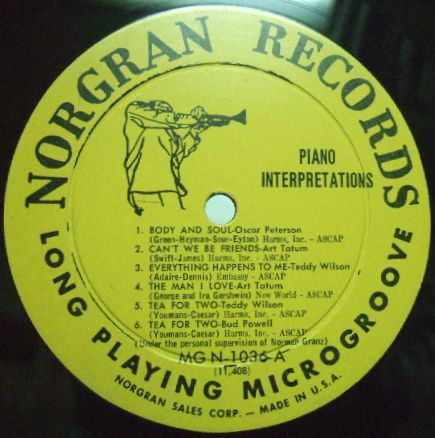 NORGRAN RECORDS
PIANO
INTERPRETATIONS
1. BODY AND SOUL-Oscar Peterson
(Green-Heyman-Sour-Eyton) Harms, Inc. - ASCAP
2. CAN'T WE BE FRIENDS-Art Tatum
(Swift-James) Harms, Inc. - ASCAP
3. EVERYTHING HAPPENS TO ME-Teddy Wilson
(Adaire-Dennis) Embassy - ASCAP
4. THE MAN I LOVE-Art Tatum
(George and Ira Gershwin) New World - ASCAP
5. TEA FOR TWO-Teddy Wilson
(Youmans-Caesar) Harms, Inc. - ASCAP
6. TEA FOR TWO-Bud Powell
(Youmans-Caesar) Harms, Inc. - ASCAP
(Under the personal supervision of Norman Granz)
MG N-1036-A
(11,408)
LONG PLAYING MICROGROOVE
NORGRAN SALES CORP. — MADE IN U.S.A.